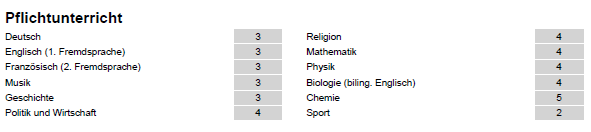 Pflichtunterricht
Deutsch 3 Religion 4
Englisch (1. Fremdsprache) 3 Mathematik 4
Französisch (2. Fremdsprache) 3 Physik 4
Musik 3 Biologie (biling. Englisch) 4
Geschichte 3 Chemie 5
Politik und Wirtschaft 4 Sport 2